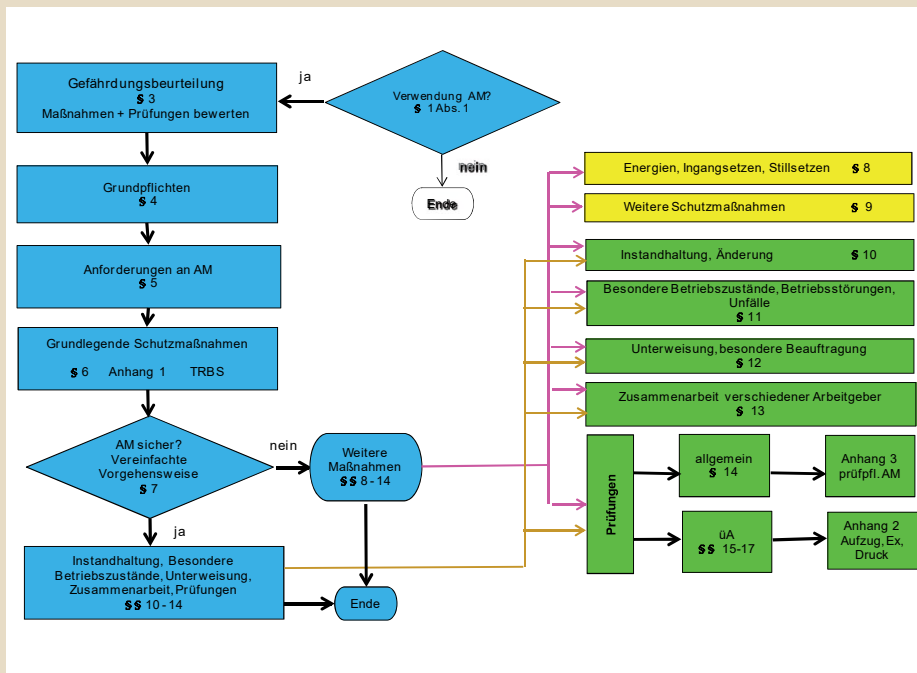 ja
Verwendung AM?
§ 1 Abs. 1
nein
Ende
Gefährdungsbeurteilung
§ 3
Maßnahmen + Prüfungen bewerten
Grundpflichten
§ 4
Anforderungen an AM
§ 5
Grundlegende Schutzmaßnahmen
§ 6 Anhang 1 TRBS
AM sicher?
Vereinfachte
Vorgehensweise
§ 7
nein
Weitere
Maßnahmen
§§ 8 - 14
ja
Instandhaltung, Besondere
Betriebszustände, Unterweisung,
Zusammenarbeit, Prüfungen
§§ 10 - 14
Ende
Energien, Ingangsetzen, Stillsetzen § 8
Weitere Schutzmaßnahmen § 9
Instandhaltung, Änderung § 10
Besondere Betriebszustände, Betriebsstörungen,
Unfälle
§ 11
Unterweisung, besondere Beauftragung
§ 12
Zusammenarbeit verschiedener Arbeitgeber
§ 13
Prüfungen
allgemein
§ 14
Anhang 3
prüfpfl. AM
üA
§§ 15-17
Anhang 2
Aufzug, Ex,
Druck